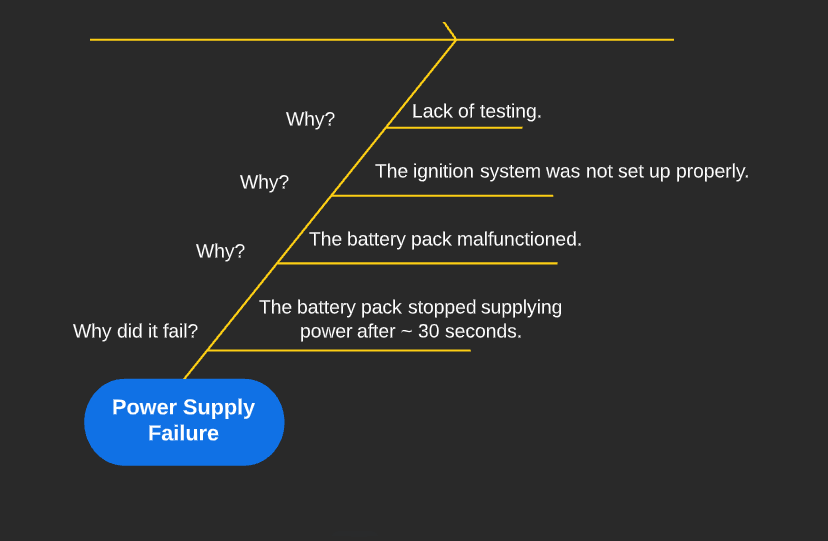 Why?
Lack of testing.
Why?
The ignition system was not set up properly.
Why?
The battery pack malfunctioned.
Why did it fail?
The battery pack stopped supplying
power after ~ 30 seconds.
Power Supply
Failure